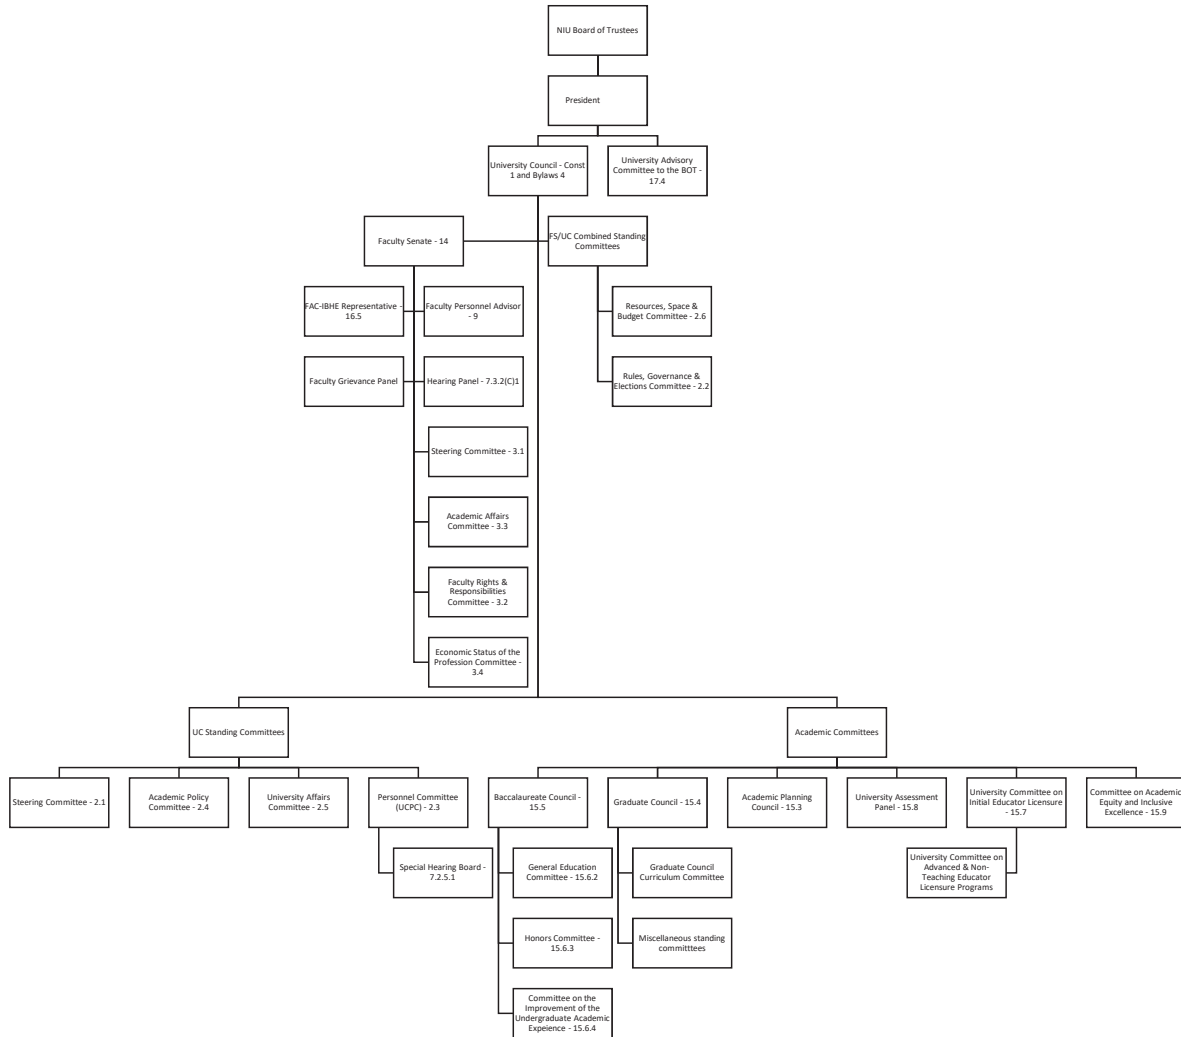 NIU Board of Trustees
President
University Council - Const
1 and Bylaws 4
University Advisory
Committee to the BOT -
17.4
Faculty Senate - 14
FS/UC Combined Standing
Committees
FAC-IBHE Representative -
16.5
Faculty Personnel Advisor -
9
Resources, Space &
Budget Committee - 2.6
Faculty Grievance Panel
Hearing Panel - 7.3.2(C)1
Rules, Governance &
Elections Committee - 2.2
Steering Committee - 3.1
Academic Affairs
Committee - 3.3
Faculty Rights &
Responsibilities
Committee - 3.2
Economic Status of the
Profession Committee -
3.4
UC Standing Committees
Academic Committees
Steering Committee - 2.1
Academic Policy
Committee - 2.4
University Affairs
Committee - 2.5
Personnel Committee
(UCPC) - 2.3
Baccalaureate Council -
15.5
Graduate Council - 15.4
Academic Planning
Council - 15.3
University Assessment
Panel - 15.8
University Committee on
Initial Educator Licensure
- 15.7
Committee on Academic
Equity and Inclusive
Excellence - 15.9
Special Hearing Board -
7.2.5.1
General Education
Committee - 15.6.2
Graduate Council
Curriculum Committee
University Committee on
Advanced & Non-
Teaching Educator
Licensure Programs
Honors Committee -
15.6.3
Miscellaneous standing
committtees
Committee on the
Improvement of the
Undergraduate Academic
Expeience - 15.6.4